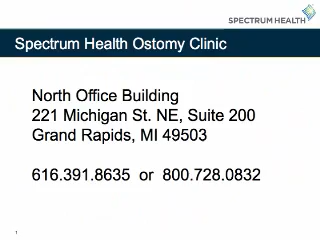 SPECTRUM HEALTH
Spectrum Health Ostomy Clinic
North Office Building
221 Michigan St. NE, Suite 200
Grand Rapids, MI 49503
616.391.8635 or 800.728.0832
1